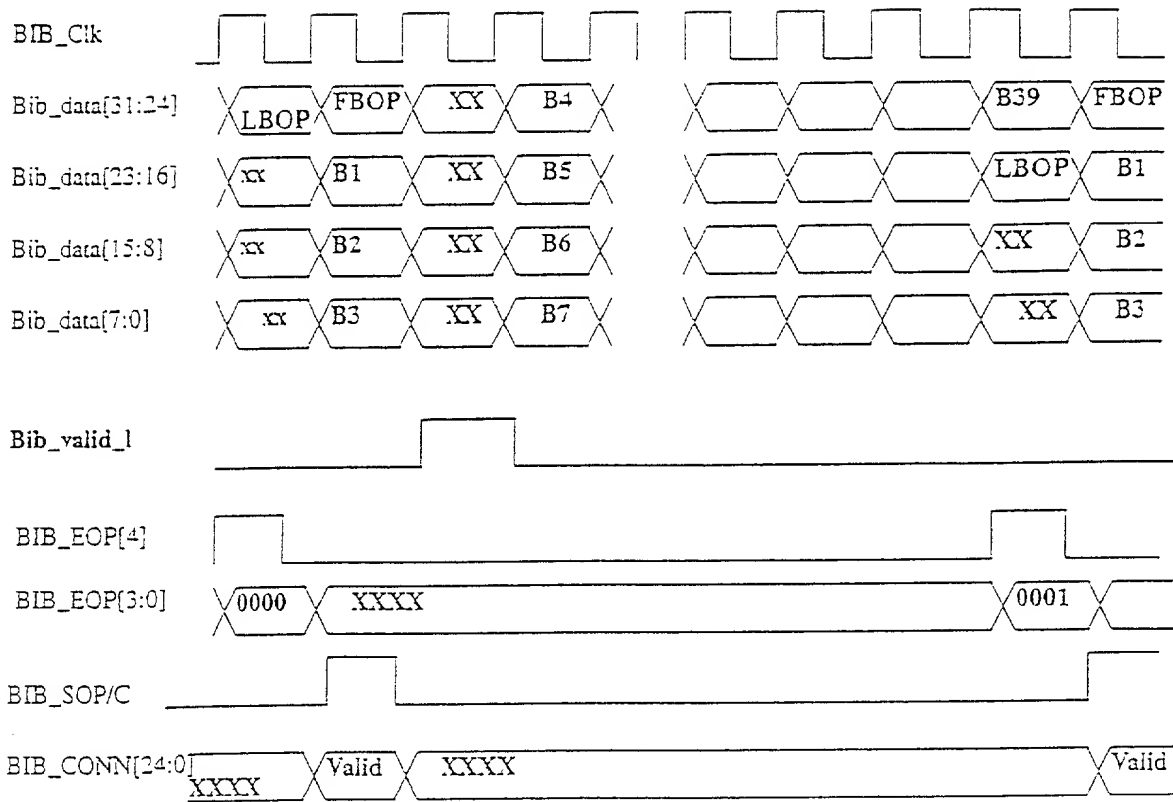 BIB_Clk
Bib_data[31:24] LBOP FBOP XX B4 B39 FBOP
Bib_data[23:16] xx B1 XX B5 LBOP B1
Bib_data[15:8] xx B2 XX B6 XX B2
Bib_data[7:0] xx B3 XX B7 XX B3
Bib_valid_l
BIB_EOP[4]
BIB_EOP[3:0] 0000 XXXX 0001
BIB_SOP/C
BIB_CONN[24:0] XXXX Valid XXXX Valid